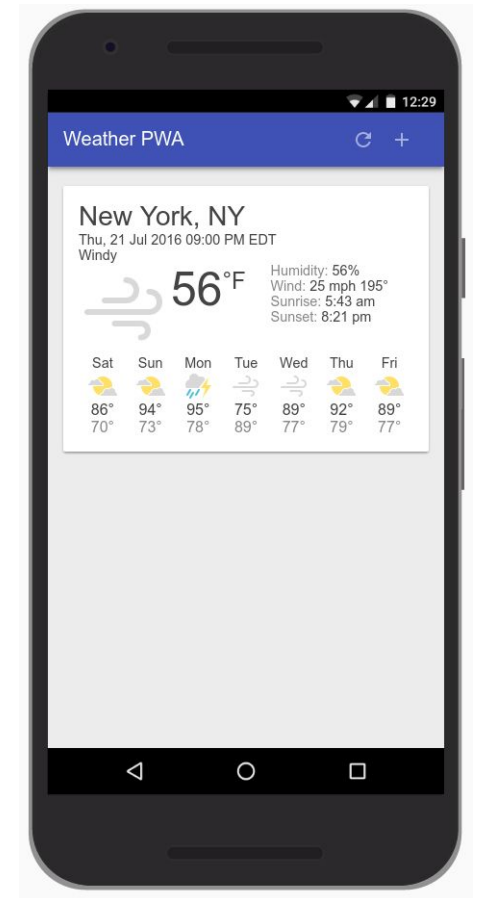 12:29
Weather PWA
New York, NY
Thu, 21 Jul 2016 09:00 PM EDT
Windy
56°F
Humidity: 56%
Wind: 25 mph 195°
Sunrise: 5:43 am
Sunset: 8:21 pm
Sat Sun Mon Tue Wed Thu Fri
86° 94° 95° 75° 89° 92° 89°
70° 73° 78° 89° 77° 79° 77°